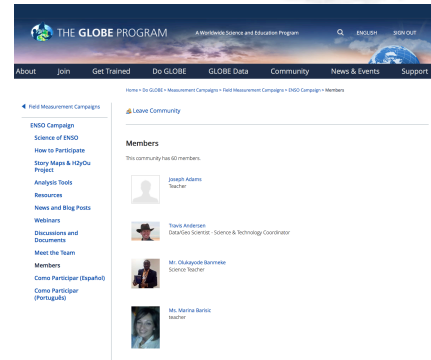 THE GLOBE PROGRAM
A Worldwide Science and Education Program
ENGLISH
SIGN OUT
About
Join
Get Trained
Do GLOBE
GLOBE Data
Community
News & Events
Support
Home • Do GLOBE • Measurement Campaigns • Field Measurement Campaigns • ENSO Campaign • Members
Field Measurement Campaigns
ENSO Campaign
Science of ENSO
How to Participate
Story Maps & H2yOu
Project
Analysis Tools
Resources
News and Blog Posts
Webinars
Discussions and
Documents
Meet the Team
Members
Como Participar (Español)
Como Participar
(Português)
Leave Community
Members
This community has 60 members.
Joseph Adams
Teacher
Travis Andersen
Data/Geo Scientist - Science & Technology Coordinator
Mr. Olukayode Banmeke
Science Teacher
Ms. Marina Barisic
teacher